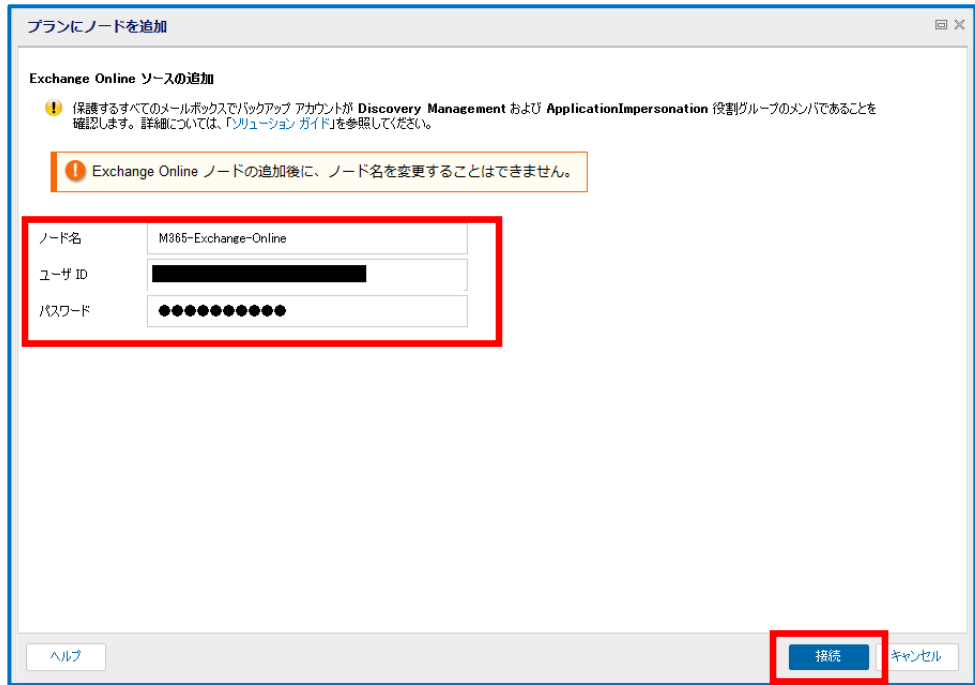 プランにノードを追加
Exchange Online ソースの追加
保護するすべてのメールボックスでバックアップ アカウントが Discovery Management および ApplicationImpersonation 役割グループのメンバであることを
確認します。詳細については、「ソリューション ガイド」を参照してください。
Exchange Online ノードの追加後に、ノード名を変更することはできません。
ノード名 M365-Exchange-Online
ユーザ ID
パスワード ●●●●●●●●●●
ヘルプ 接続 キャンセル